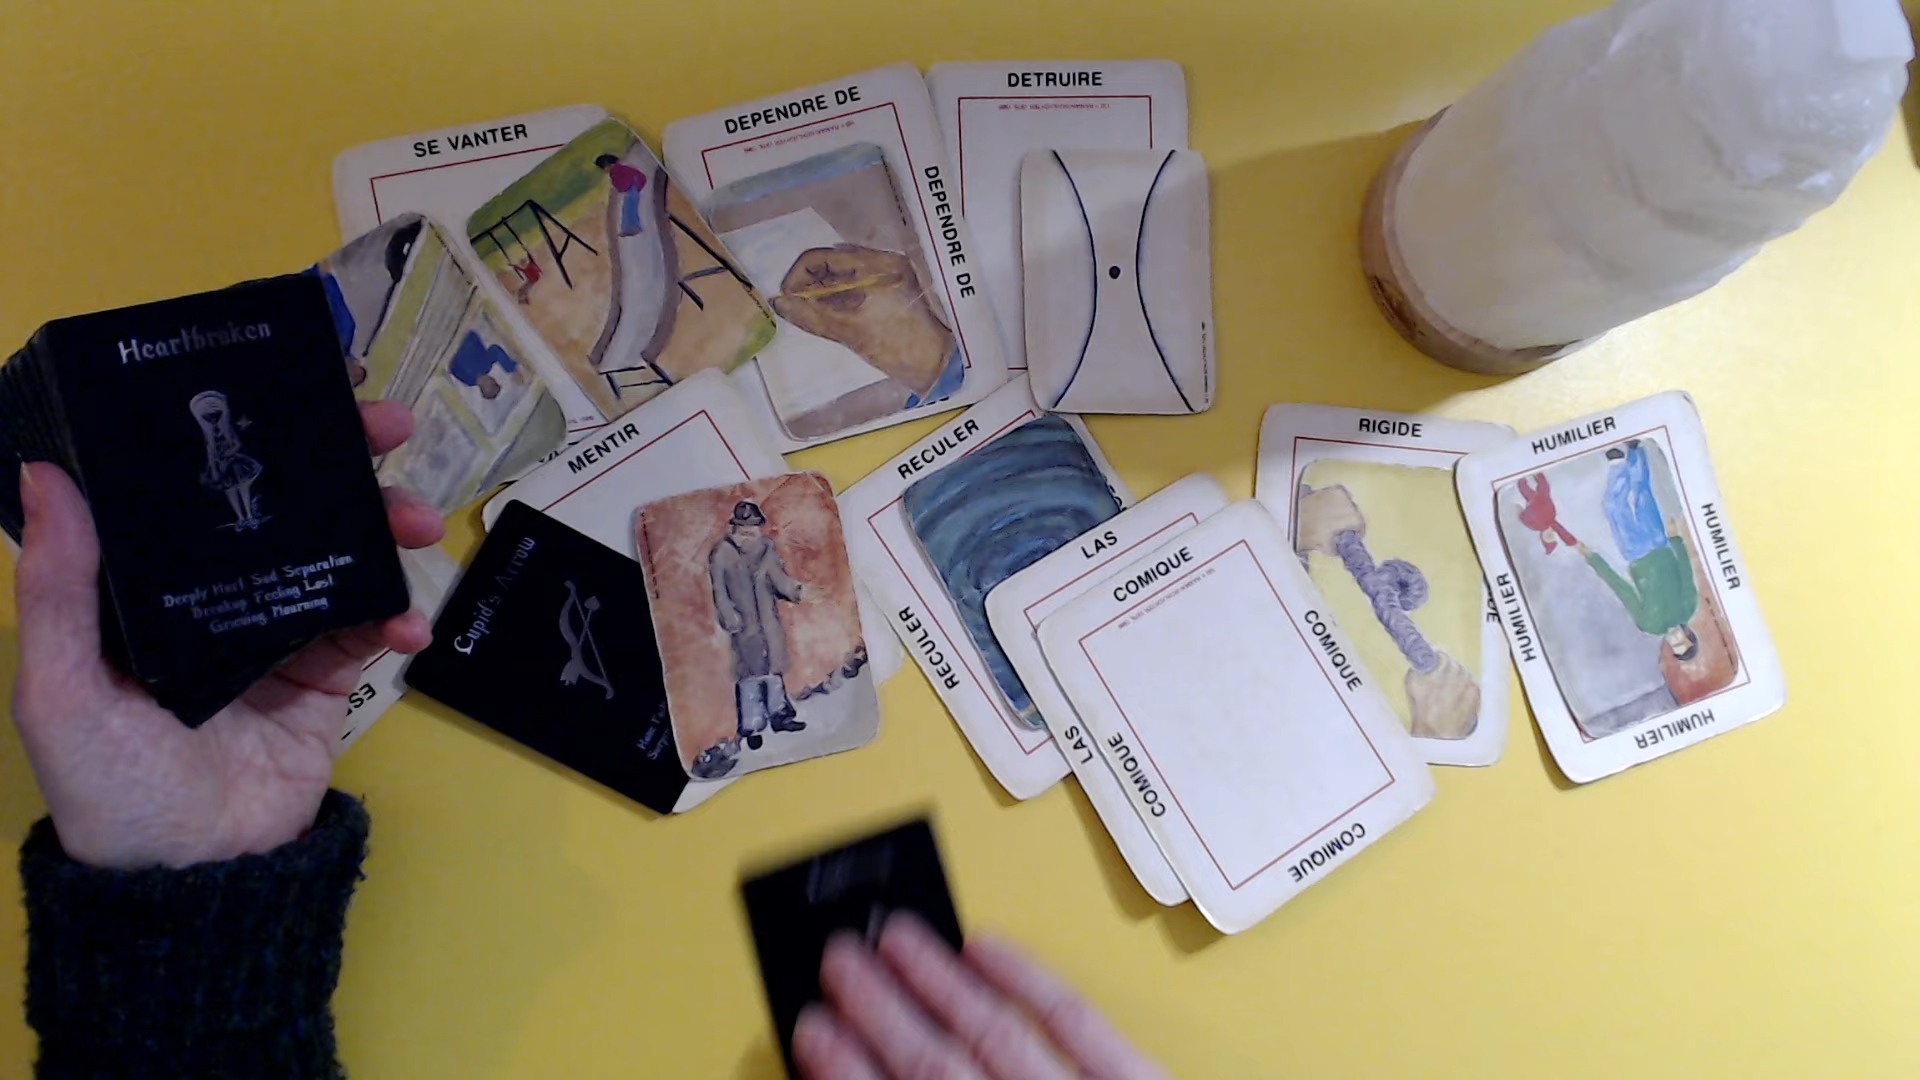 SE VANTER
DEPENDRE DE
DEPENDRE DE
DETRUIRE
Heartbroken
Deeply Hurt Sad Separation
Breakup Feeling Lost
Grieving Mourning
MENTIR
Cupid's Arrow
RECULER
RECULER
LAS
LAS
COMIQUE
COMIQUE
COMIQUE
COMIQUE
RIGIDE
HUMILIER
HUMILIER
HUMILIER
HUMILIER